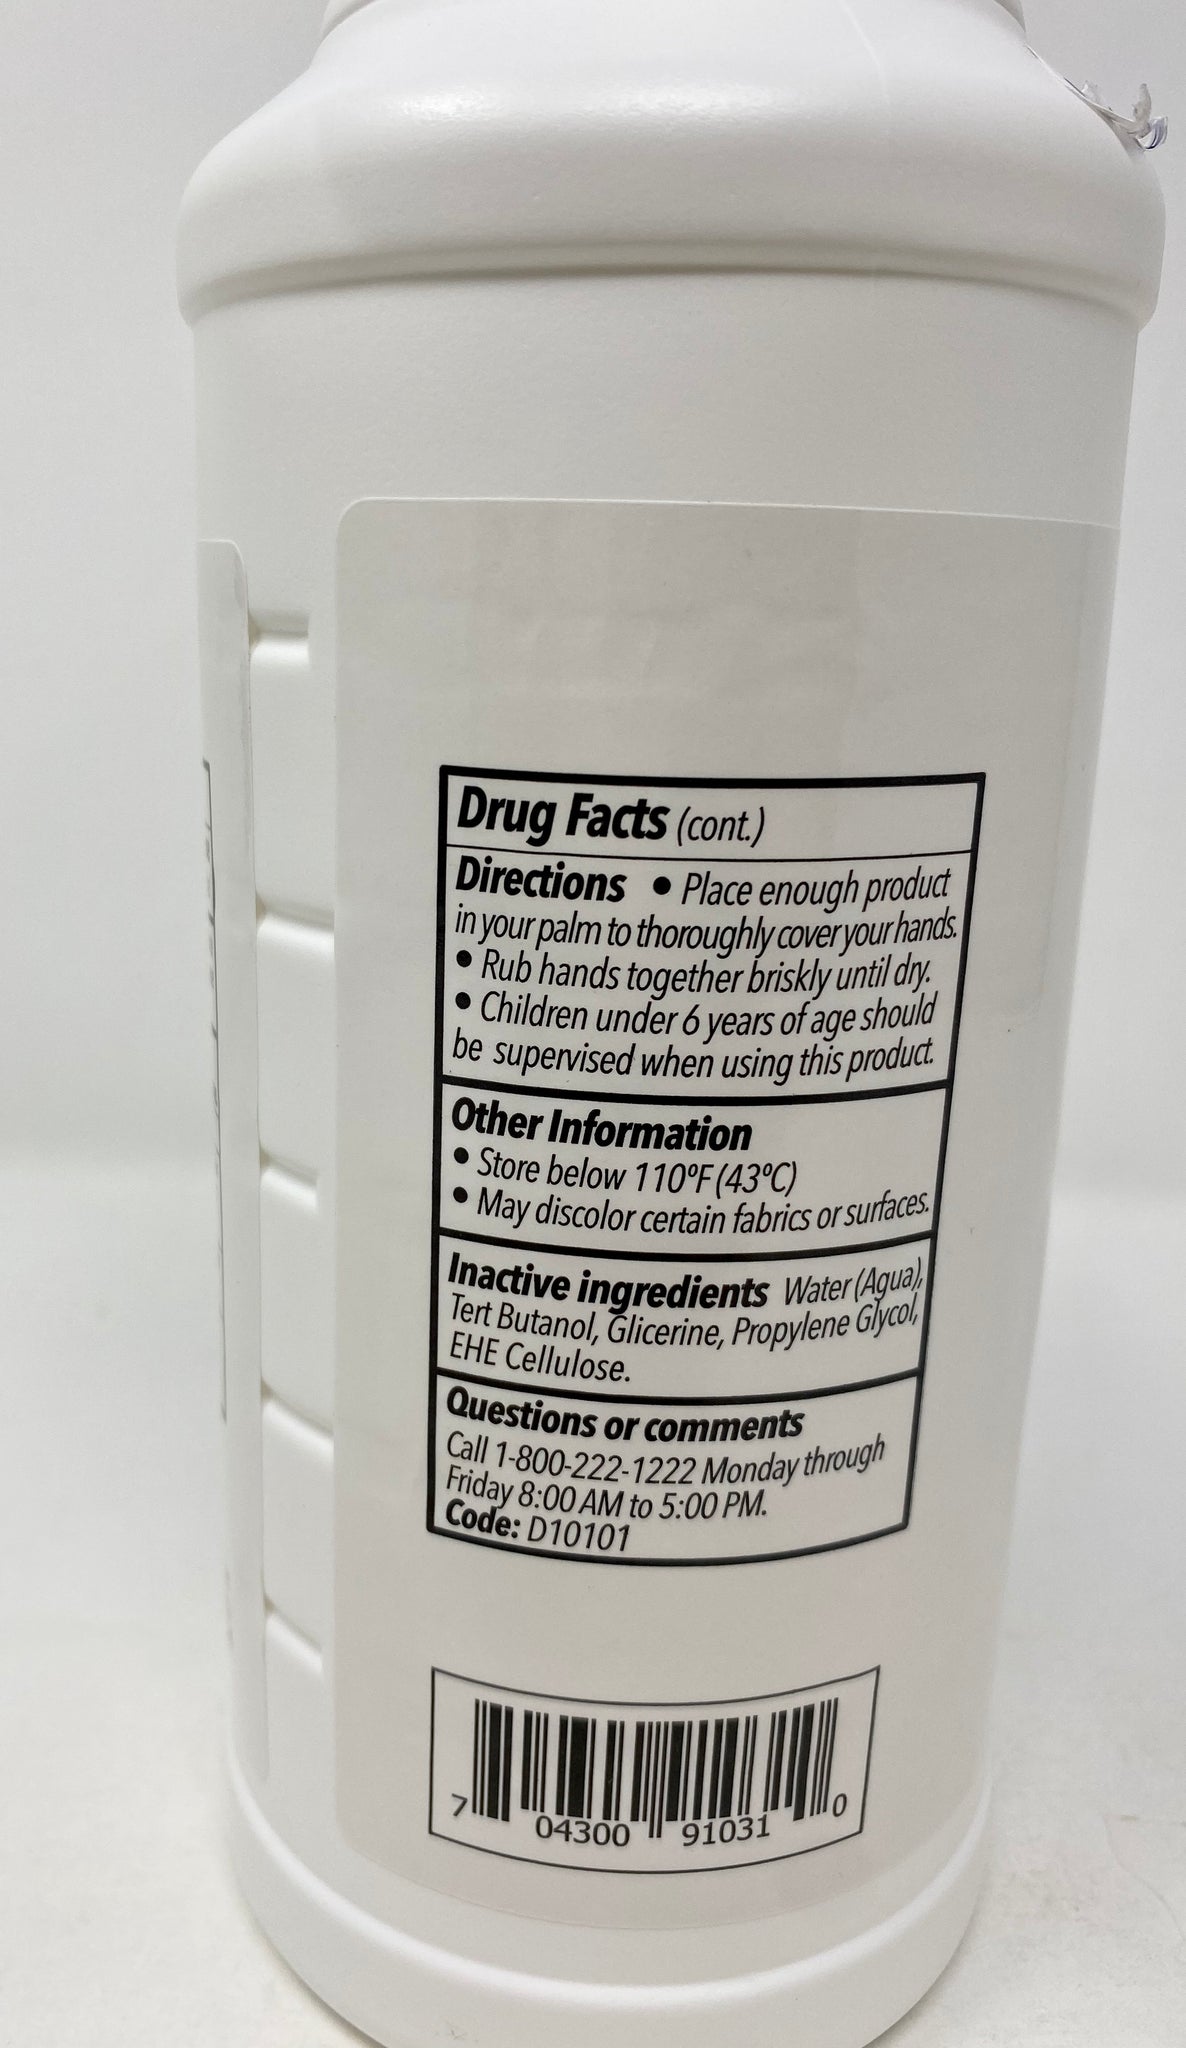 Drug Facts (cont.)
Directions • Place enough product
in your palm to thoroughly cover your hands.
• Rub hands together briskly until dry.
• Children under 6 years of age should
be supervised when using this product.
Other Information
• Store below 110ºF (43ºC)
• May discolor certain fabrics or surfaces.
Inactive ingredients Water (Agua),
Tert Butanol, Glicerine, Propylene Glycol,
EHE Cellulose.
Questions or comments
Call 1-800-222-1222 Monday through
Friday 8:00 AM to 5:00 PM.
Code: D10101
7 04300 91031 0